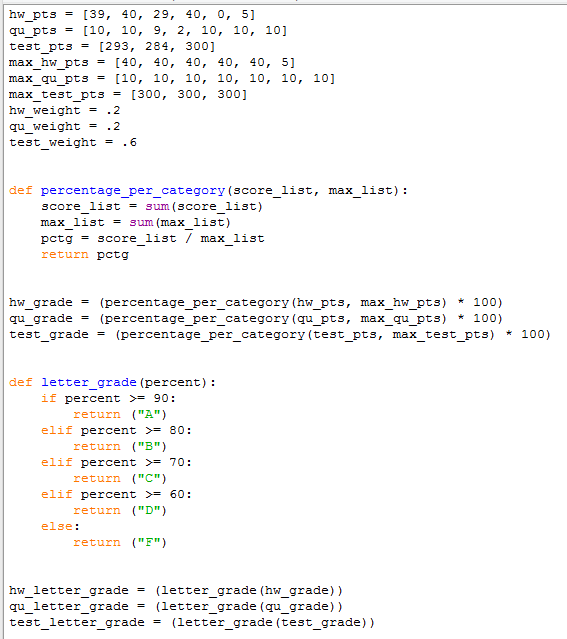 hw_pts = [39, 40, 29, 40, 0, 5]
qu_pts = [10, 10, 9, 2, 10, 10, 10]
test_pts = [293, 284, 300]
max_hw_pts = [40, 40, 40, 40, 40, 5]
max_qu_pts = [10, 10, 10, 10, 10, 10, 10]
max_test_pts = [300, 300, 300]
hw_weight = .2
qu_weight = .2
test_weight = .6
def percentage_per_category(score_list, max_list):
    score_list = sum(score_list)
    max_list = sum(max_list)
    pctg = score_list / max_list
    return pctg
hw_grade = (percentage_per_category(hw_pts, max_hw_pts) * 100)
qu_grade = (percentage_per_category(qu_pts, max_qu_pts) * 100)
test_grade = (percentage_per_category(test_pts, max_test_pts) * 100)
def letter_grade(percent):
    if percent >= 90:
        return ("A")
    elif percent >= 80:
        return ("B")
    elif percent >= 70:
        return ("C")
    elif percent >= 60:
        return ("D")
    else:
        return ("F")
hw_letter_grade = (letter_grade(hw_grade))
qu_letter_grade = (letter_grade(qu_grade))
test_letter_grade = (letter_grade(test_grade))